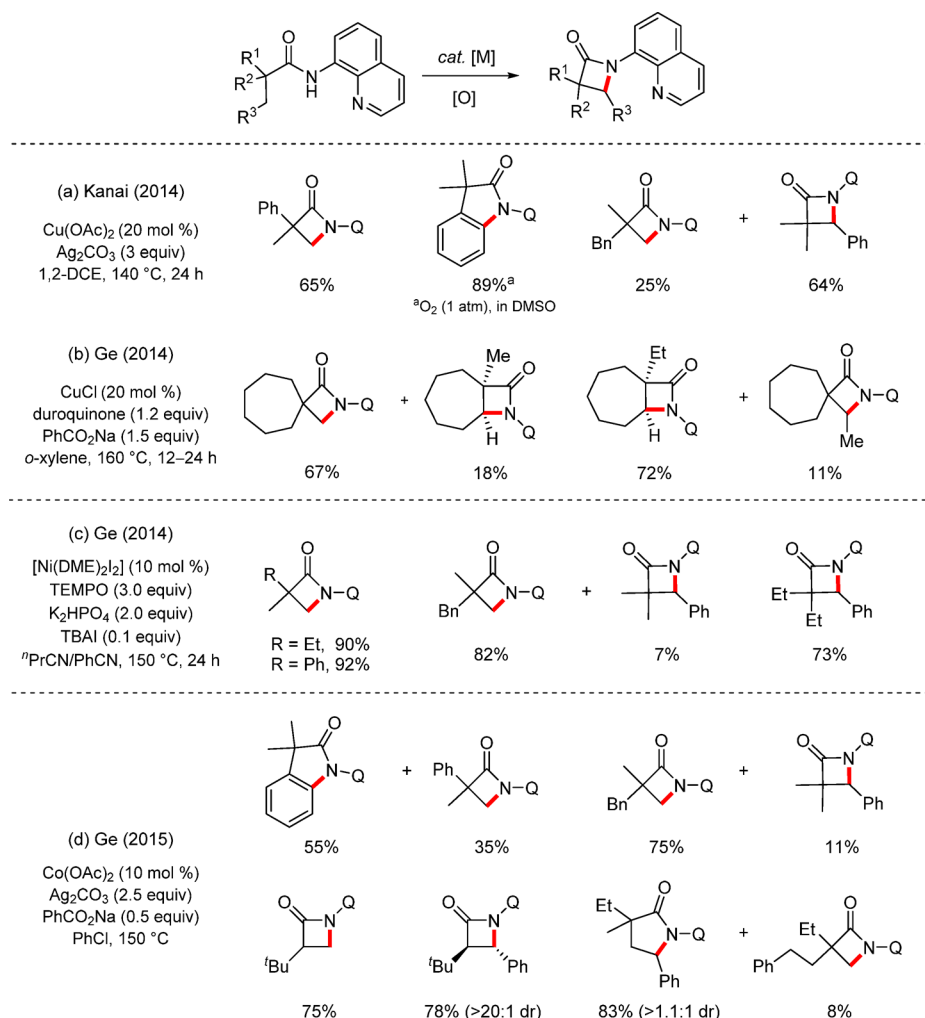 R1 O
R2 N
R3 H N
cat. [M]
[O]
O
R1 N
R2 R3 N
(a) Kanai (2014)
Cu(OAc)2 (20 mol %)
Ag2CO3 (3 equiv)
1,2-DCE, 140 °C, 24 h
Ph O
N Q
65%
O
N Q
89%a
aO2 (1 atm), in DMSO
O
N Q
Bn
25%
+
Q
O N
Ph
64%
(b) Ge (2014)
CuCl (20 mol %)
duroquinone (1.2 equiv)
PhCO2Na (1.5 equiv)
o-xylene, 160 °C, 12–24 h
O
N Q
67%
+
Me O
N
H Q
18%
Et O
N
H Q
72%
+
O
N Q
Me
11%
(c) Ge (2014)
[Ni(DME)2I2] (10 mol %)
TEMPO (3.0 equiv)
K2HPO4 (2.0 equiv)
TBAI (0.1 equiv)
nPrCN/PhCN, 150 °C, 24 h
R O
N Q
R = Et, 90%
R = Ph, 92%
O
N Q
Bn
82%
+
Q
O N
Ph
7%
Q
O N
Et Ph
Et
73%
(d) Ge (2015)
Co(OAc)2 (10 mol %)
Ag2CO3 (2.5 equiv)
PhCO2Na (0.5 equiv)
PhCl, 150 °C
O
N Q
55%
+
Ph O
N Q
35%
O
N Q
Bn
75%
+
Q
O N
Ph
11%
Q
O N
tBu
75%
Q
O N
tBu Ph
78% (>20:1 dr)
Et O
N Q
Ph
83% (>1.1:1 dr)
+
Et O
N Q
Ph
8%